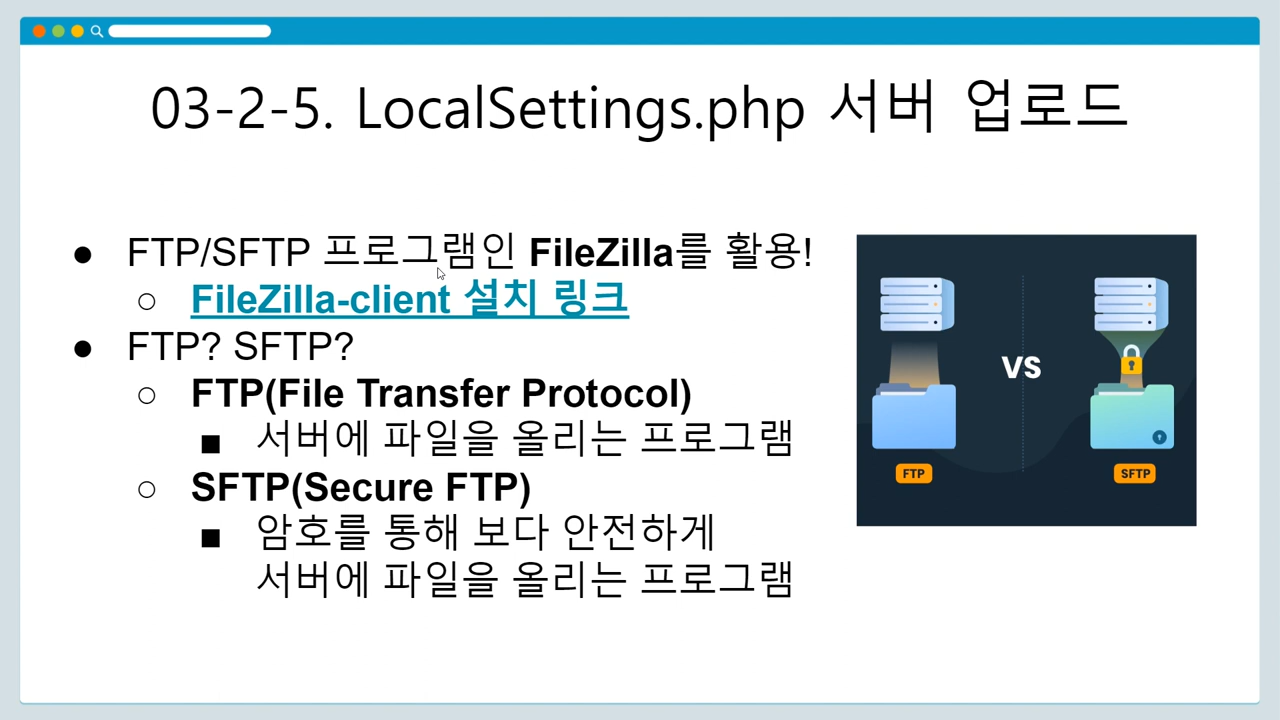 03-2-5. LocalSettings.php 서버 업로드
● FTP/SFTP 프로그램인 FileZilla를 활용!
○ FileZilla-client 설치 링크
● FTP? SFTP?
○ FTP(File Transfer Protocol)
■ 서버에 파일을 올리는 프로그램
○ SFTP(Secure FTP)
■ 암호를 통해 보다 안전하게
서버에 파일을 올리는 프로그램
VS
FTP
SFTP